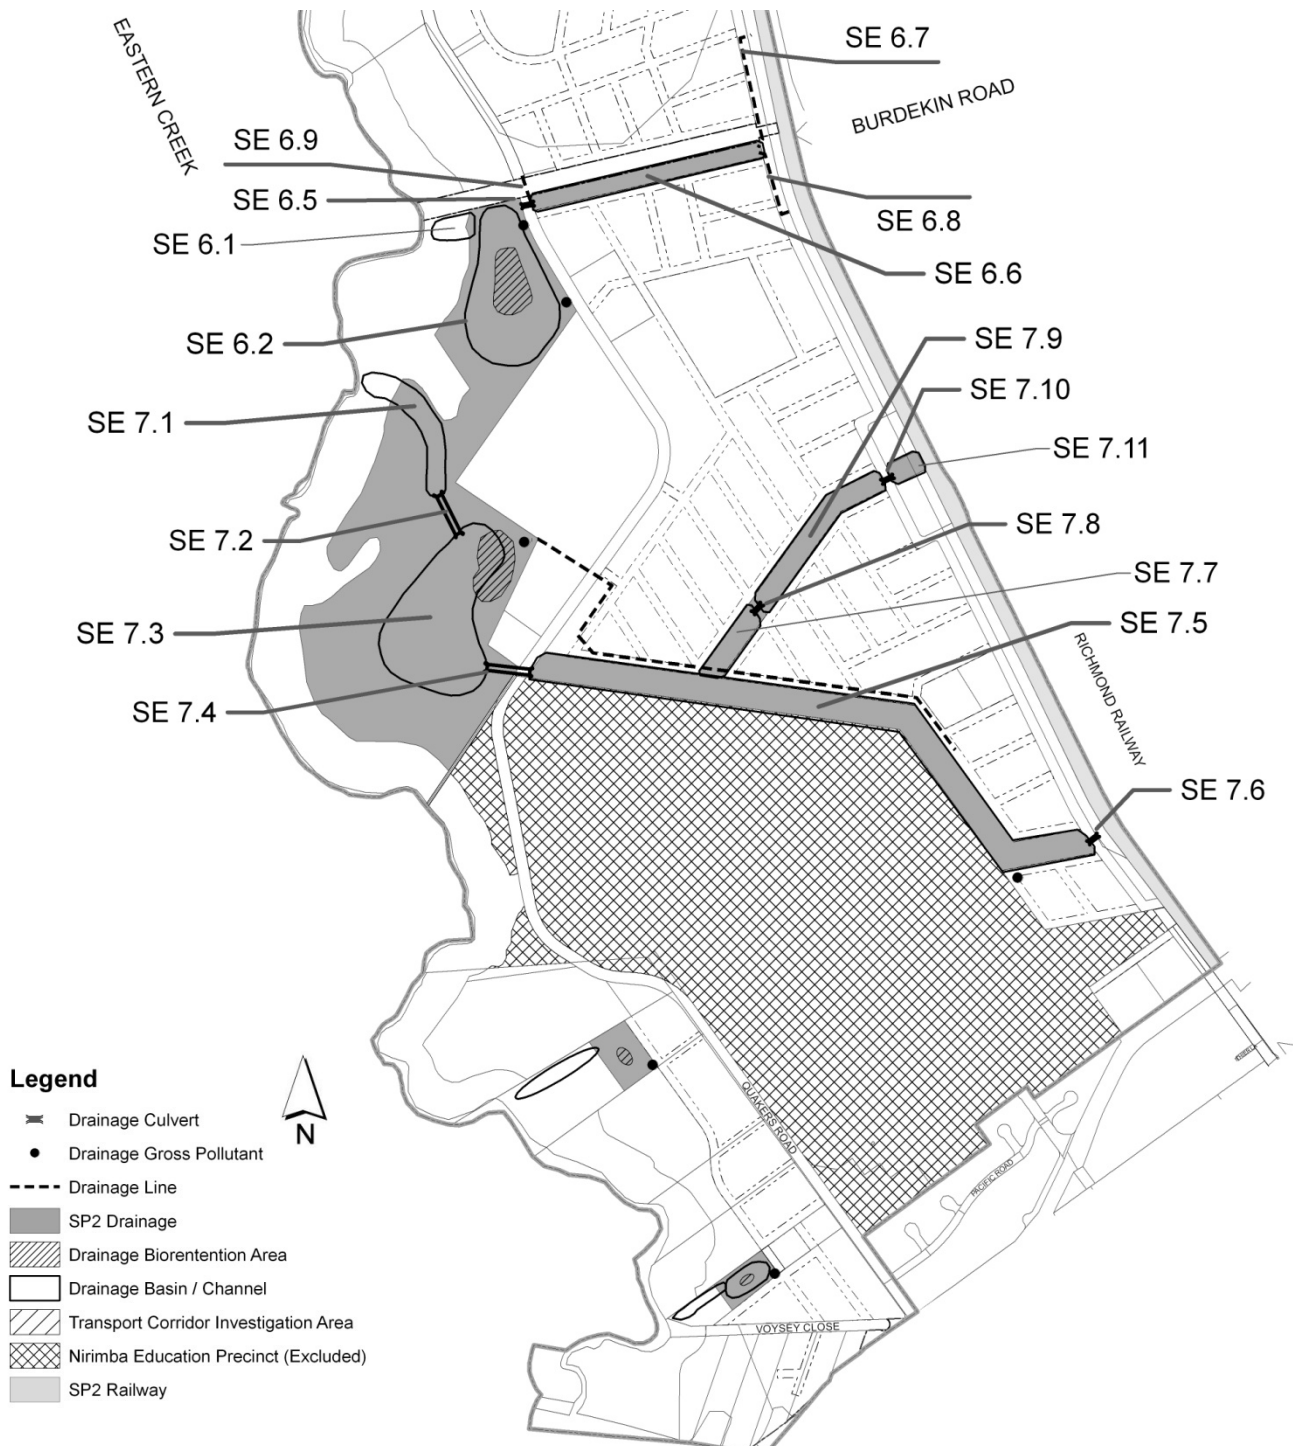 SE 6.7
EASTERN CREEK
BURDEKIN ROAD
SE 6.9
SE 6.5
SE 6.8
SE 6.1
SE 6.6
SE 6.2
SE 7.9
SE 7.10
SE 7.1
SE 7.11
SE 7.2
SE 7.8
SE 7.7
SE 7.3
SE 7.5
RICHMOND RAILWAY
SE 7.4
SE 7.6
Legend
Drainage Culvert
Drainage Gross Pollutant
Drainage Line
SP2 Drainage
Drainage Biorentention Area
Drainage Basin / Channel
Transport Corridor Investigation Area
Nirimba Education Precinct (Excluded)
SP2 Railway
N
QUAKERS ROAD
PACIFIC ROAD
VOYSEY CLOSE